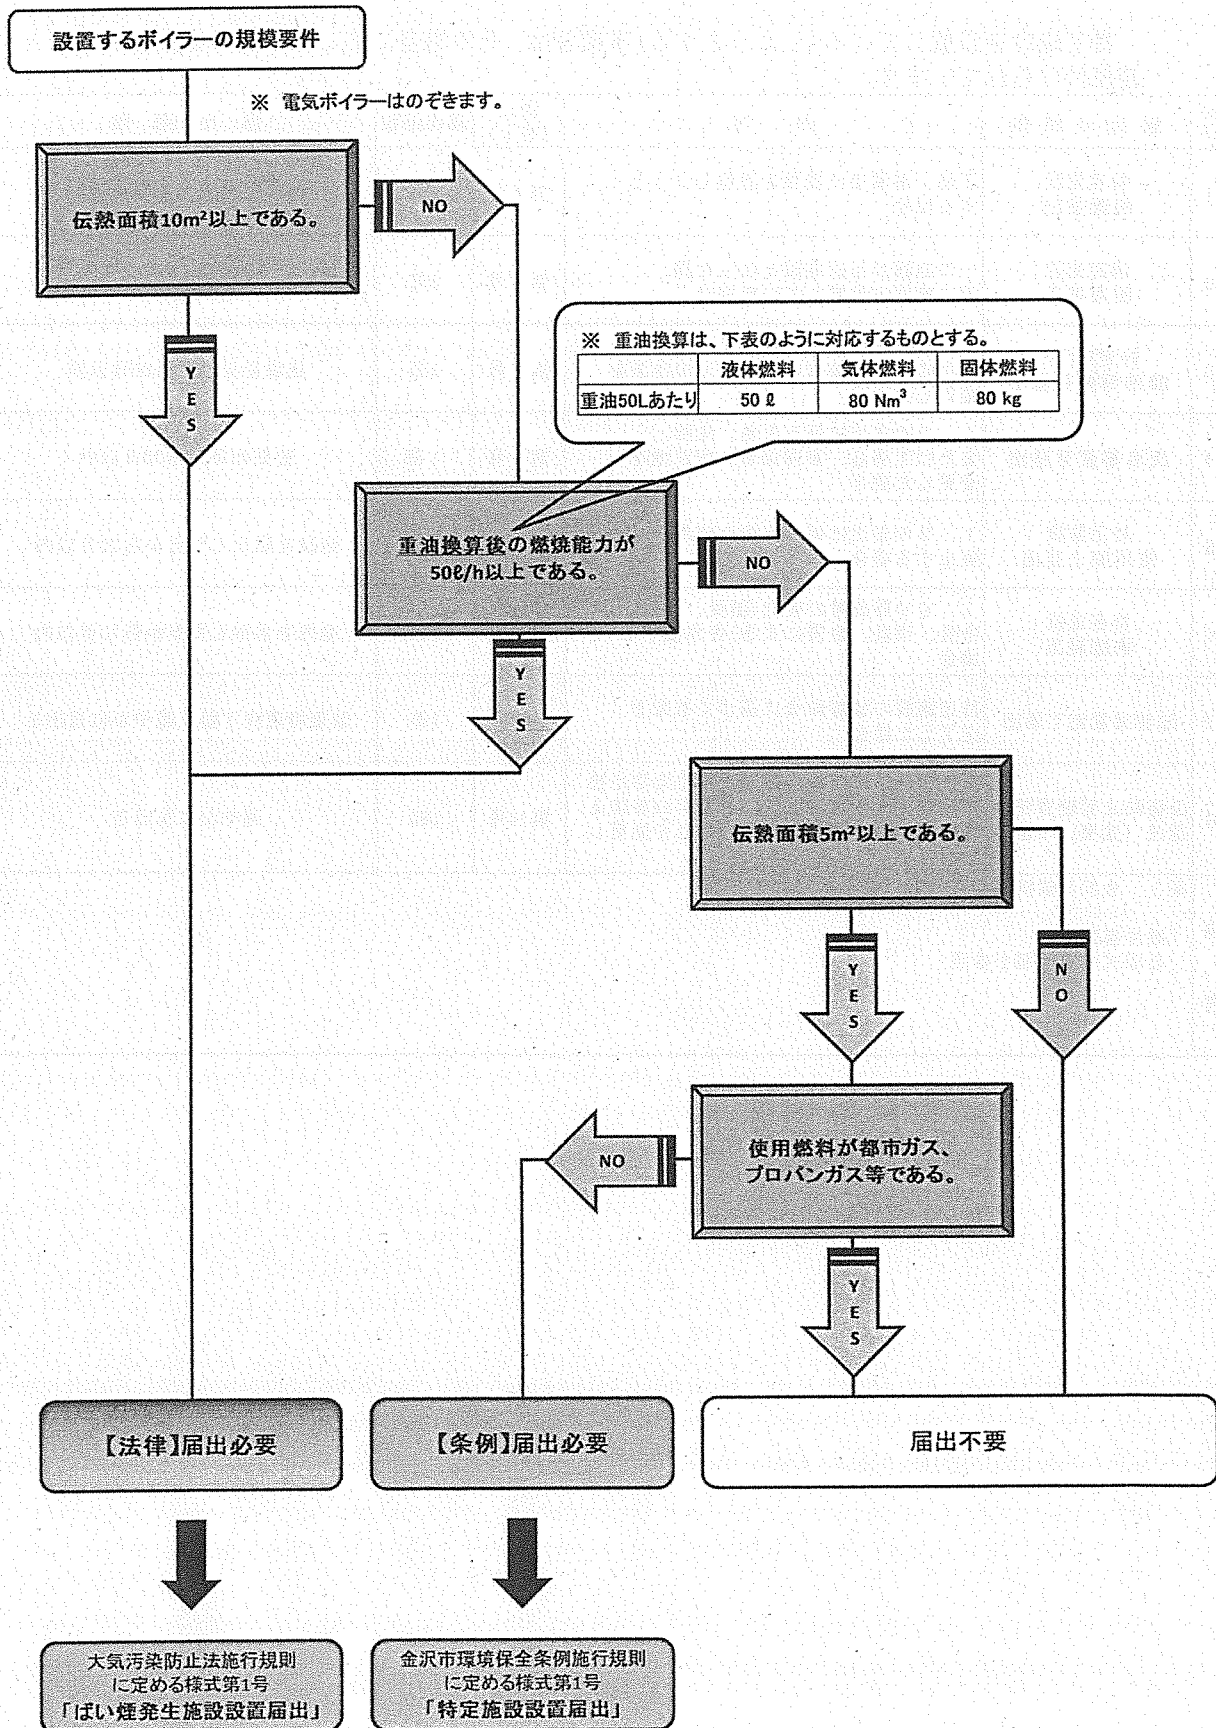 設置するボイラーの規模要件
※ 電気ボイラーはのぞきます。
伝熱面積10m²以上である。
NO
YES
※ 重油換算は、下表のように対応するものとする。
液体燃料 気体燃料 固体燃料
重油50Lあたり 50 ℓ 80 Nm³ 80 kg
重油換算後の燃焼能力が
50ℓ/h以上である。
NO
YES
伝熱面積5m²以上である。
YES
NO
使用燃料が都市ガス、
プロパンガス等である。
NO
YES
【法律】届出必要
【条例】届出必要
届出不要
大気汚染防止法施行規則
に定める様式第1号
「ばい煙発生施設設置届出」
金沢市環境保全条例施行規則
に定める様式第1号
「特定施設設置届出」